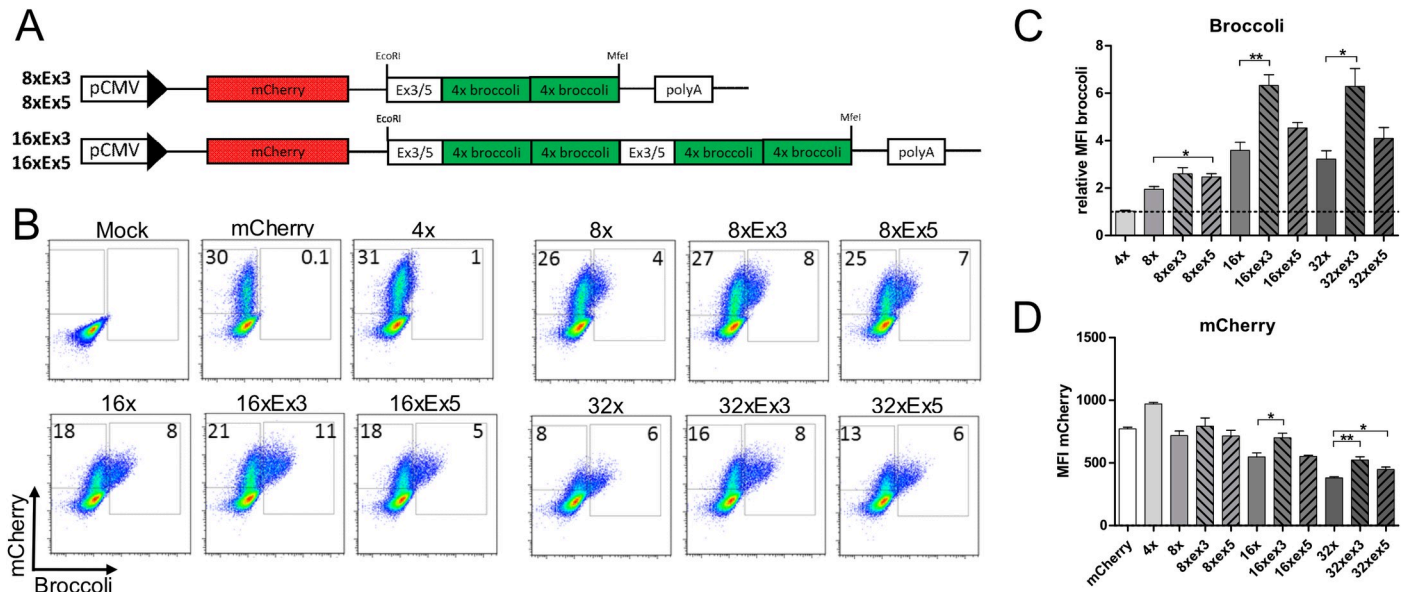 A
8xEx3
8xEx5
pCMV
mCherry
EcoRI
Ex3/5
4x broccoli
4x broccoli
MfeI
polyA
16xEx3
16xEx5
pCMV
mCherry
EcoRI
Ex3/5
4x broccoli
4x broccoli
Ex3/5
4x broccoli
4x broccoli
MfeI
polyA
B
Mock
mCherry
30 0.1
4x
31 1
8x
26 4
8xEx3
27 8
8xEx5
25 7
16x
18 8
16xEx3
21 11
16xEx5
18 5
32x
8 6
32xEx3
16 8
32xEx5
13 6
mCherry
Broccoli
C
Broccoli
relative MFI broccoli
8
6
4
2
0
*
**
*
4x
8x
8xex3
8xex5
16x
16xex3
16xex5
32x
32xex3
32xex5
D
mCherry
MFI mCherry
1500
1000
500
0
*
**
*
mCherry
4x
8x
8xex3
8xex5
16x
16xex3
16xex5
32x
32xex3
32xex5